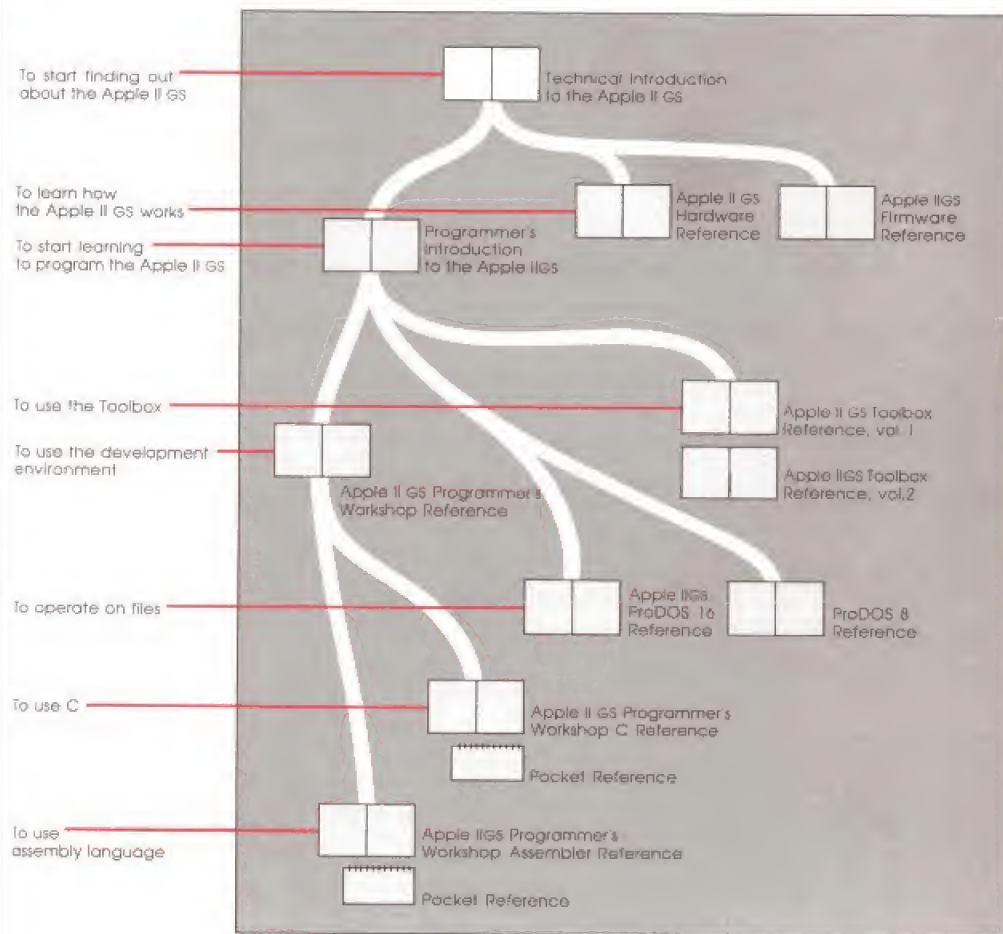 To start finding out
about the Apple II GS
Technical Introduction
to the Apple II GS
To learn how
the Apple II GS works
Apple II GS
Hardware
Reference
Apple IIGS
Firmware
Reference
To start learning
to program the Apple II GS
Programmer's
Introduction
to the Apple IIGS
To use the Toolbox
Apple II GS Toolbox
Reference, vol. 1
To use the development
environment
Apple IIGS Toolbox
Reference, vol.2
Apple II GS Programmer's
Workshop Reference
To operate on files
Apple IIGS
ProDOS 16
Reference
ProDOS 8
Reference
To use C
Apple II GS Programmer's
Workshop C Reference
Pocket Reference
To use
assembly language
Apple IIGS Programmer's
Workshop Assembler Reference
Pocket Reference